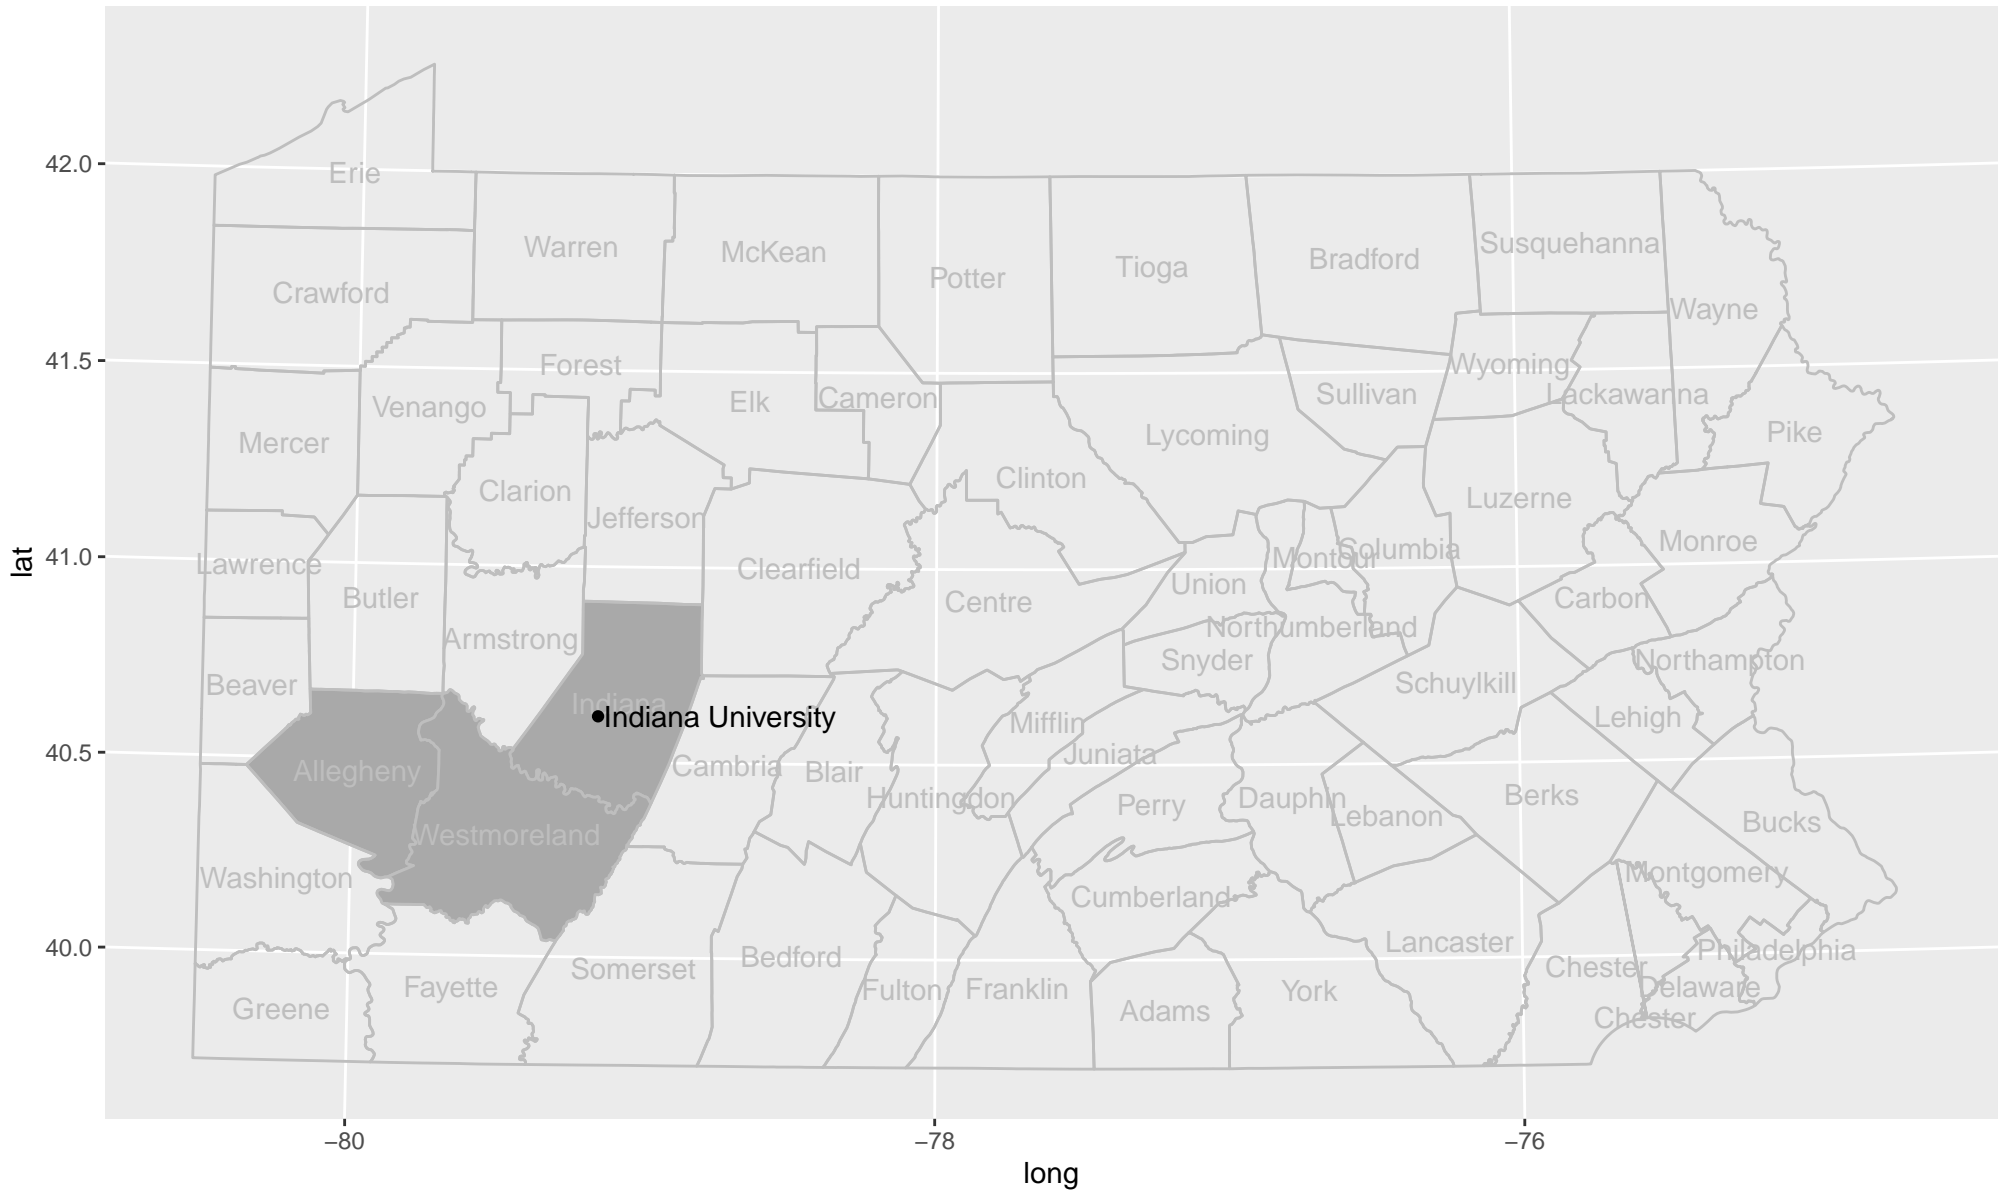 42.0
Erie
Susquehanna
Warren
McKean
Bradford
Tioga
Potter
Crawford
Wayne
41.5
Forest
Wyoming
Cameron
Sullivan
Lackawanna
Elk
Venango
Pike
Lycoming
Mercer
Clinton
Clarion
Luzerne
Jefferson
Monroe
41.0
Columbia
Montour
Lawrence
Clearfield
Union
Butler
Centre
Carbon
Northumberland
Armstrong
Snyder
Northampton
Beaver
Schuylkill
Indiana
Indiana University
Lehigh
Mifflin
40.5
Juniata
Cambria
Blair
Allegheny
Huntingdon
Berks
Perry
Dauphin
Lebanon
Bucks
Westmoreland
Montgomery
Washington
Cumberland
40.0
Lancaster
Philadelphia
Bedford
Somerset
Chester
Fayette
Fulton
Franklin
York
Delaware
Greene
Adams
Chester
−80
−78
−76
long
lat